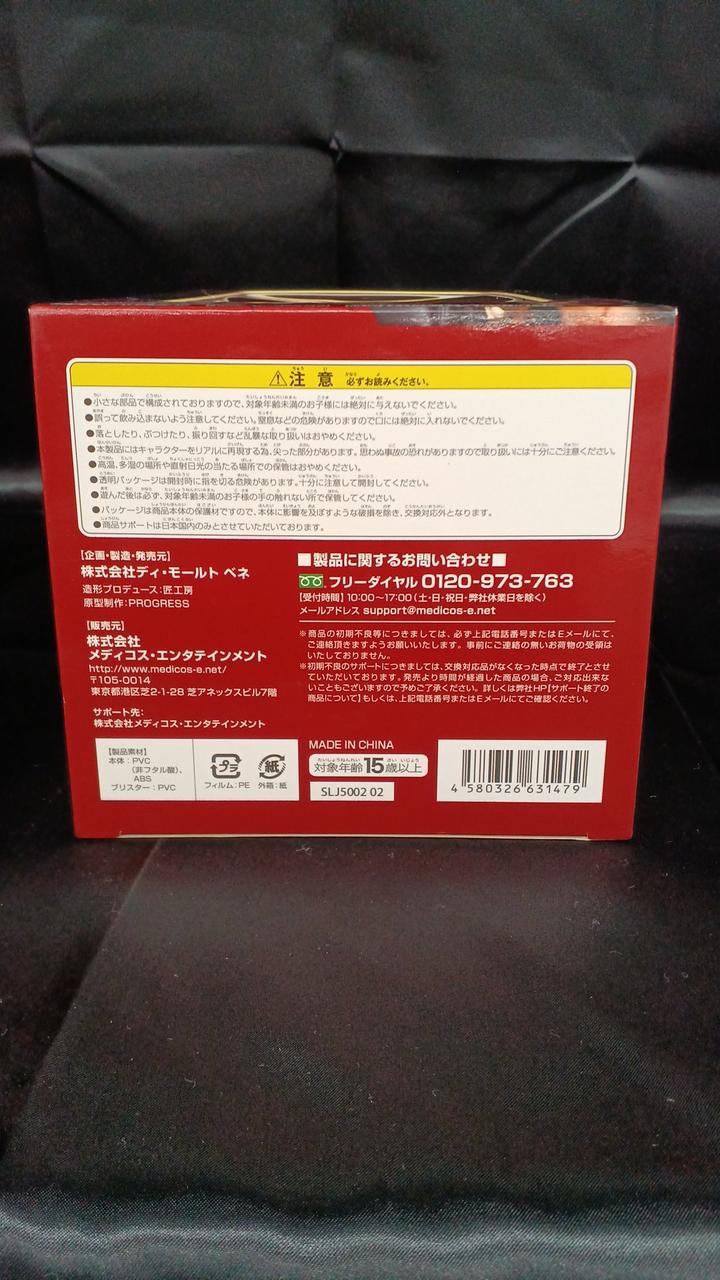 ⚠注意 必ずお読みください。
●小さな部品で構成されておりますので、対象年齢未満のお子様には絶対に与えないでください。
●誤って飲み込まないよう注意してください。窒息などの危険がありますので口には絶対に入れないでください。
●落としたり、ぶつけたり、振り回すなど乱暴な取り扱いはおやめください。
●本製品にはキャラクターをリアルに再現する為、尖った部分があります。思わぬ事故の恐れがありますので取り扱いには十分にご注意ください。
●高温、多湿の場所や直射日光の当たる場所での保管はおやめください。
●透明パッケージは開封時に指を切る危険があります。十分に注意して開封してください。
●遊んだ後は必ず、対象年齢未満のお子様の手の触れない所で保管してください。
●パッケージは商品本体の保護材ですので、本体に影響を及ぼすような破損を除き、交換対応外となります。
●商品サポートは日本国内のみとさせていただいております。
【企画・製造・発売元】
株式会社ディ・モールト ベネ
造形プロデュース:匠工房
原型制作:PROGRESS
【販売元】
株式会社
メディコス・エンタテインメント
http://www.medicos-e.net/
〒105-0014
東京都港区芝2-1-28 芝アネックスビル7階
サポート先:
株式会社メディコス・エンタテインメント
■製品に関するお問い合わせ■
フリーダイヤル 0120-973-763
【受付時間】10:00〜17:00(土・日・祝日・弊社休業日を除く)
メールアドレス support@medicos-e.net
※商品の初期不良等につきましては、必ず上記電話番号またはEメールにて、
ご連絡頂きますようお願いいたします。事前にご連絡の無いお荷物の受領は
いたしておりません。
※初期不良のサポートにつきましては、交換対応品がなくなった時点で終了とさせ
ていただいております。発売より時間が経過した商品の場合、ご対応出来な
いこともございますので予めご了承ください。詳しくは弊社HP【サポート終了の
商品について】もしくは、上記電話番号またはEメールにてご確認ください。
【製品素材】
本体:PVC
(非フタル酸)、
ABS
ブリスター:PVC
プラ
フィルム:PE
紙
外箱:紙
MADE IN CHINA
対象年齢15歳以上
SLJ5002 02
4 580326 631479